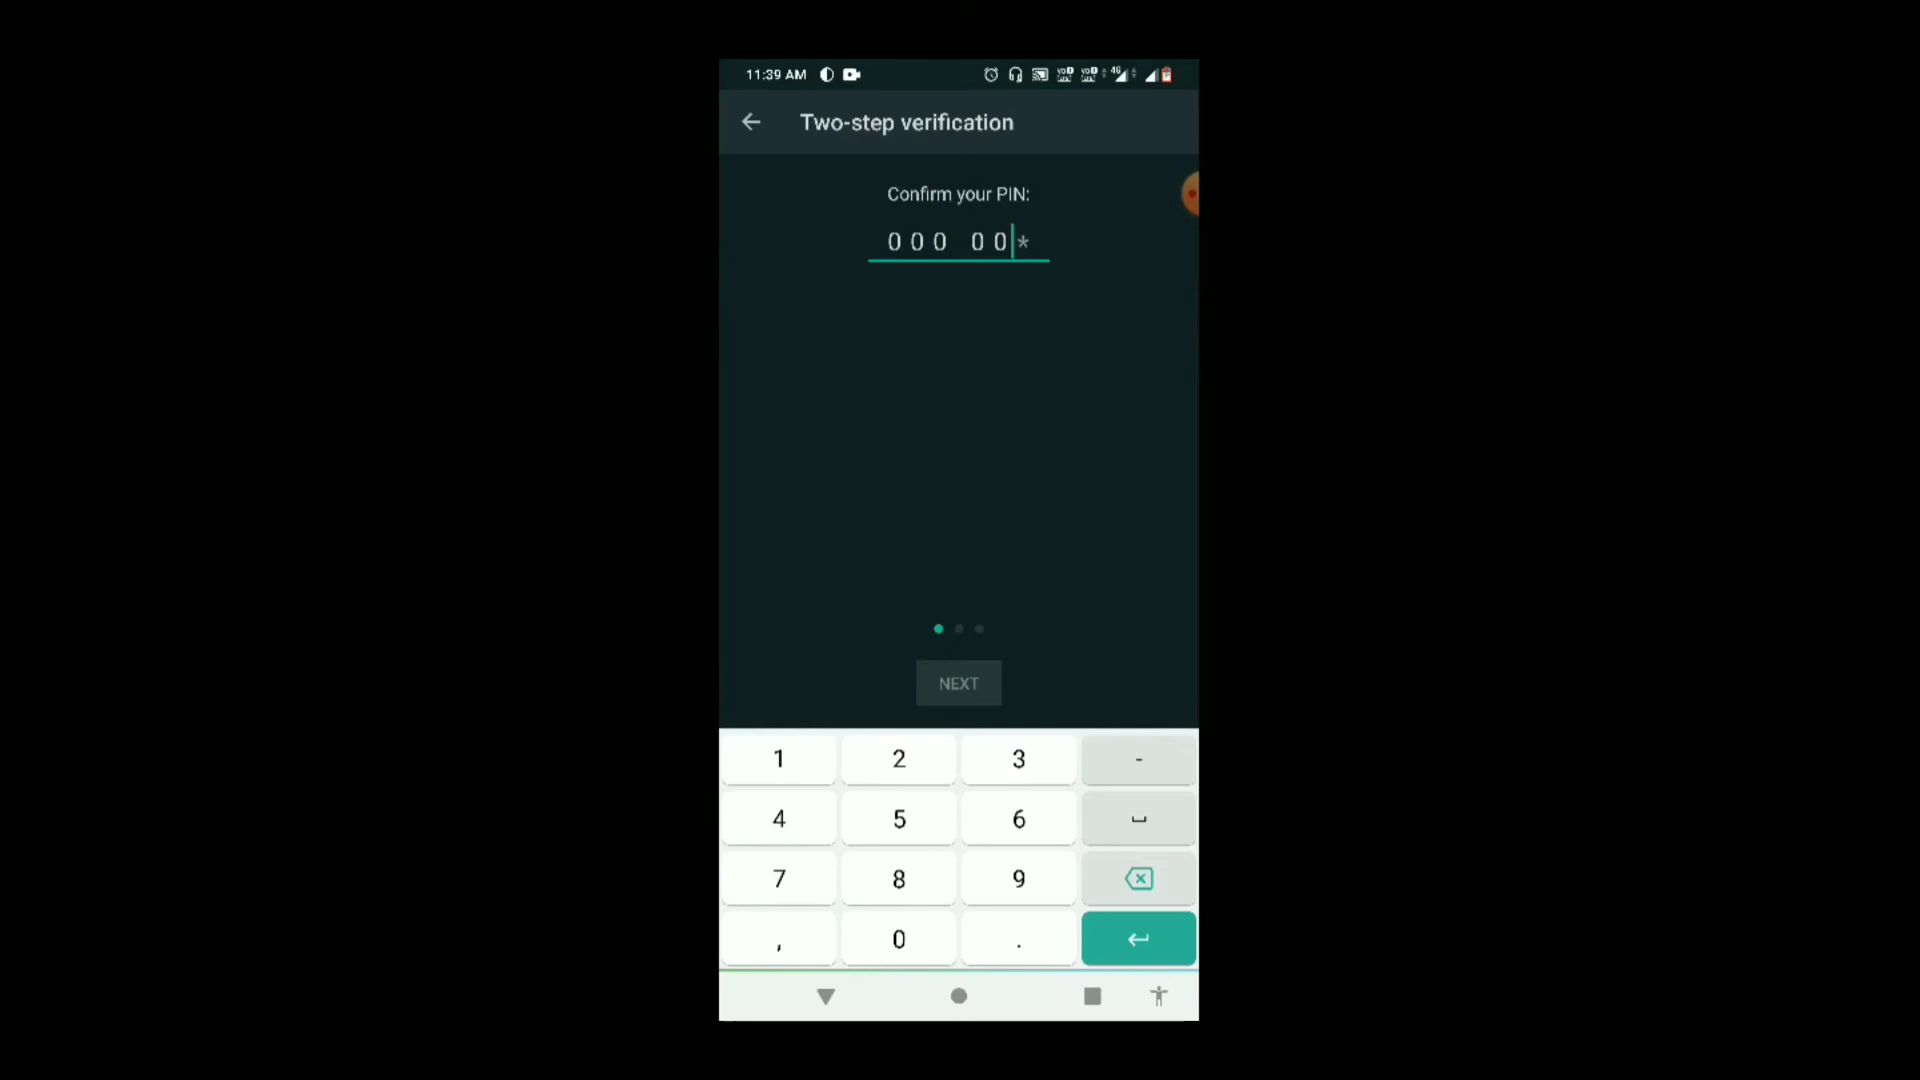 11:39 AM 4G
Two-step verification
Confirm your PIN:
000 00*
NEXT
1 2 3 -
4 5 6
7 8 9
, 0 .